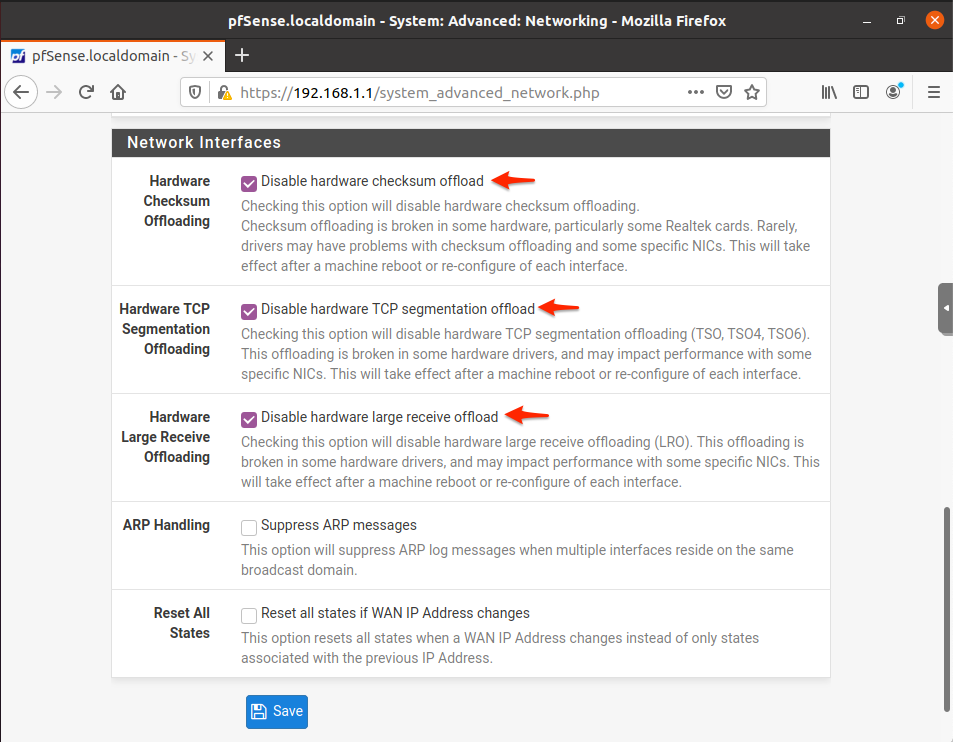 pfSense.localdomain - System: Advanced: Networking - Mozilla Firefox
pfSense.localdomain - Sy
https://192.168.1.1/system_advanced_network.php
Network Interfaces
Hardware Checksum Offloading
Disable hardware checksum offload
Checking this option will disable hardware checksum offloading.
Checksum offloading is broken in some hardware, particularly some Realtek cards. Rarely,
drivers may have problems with checksum offloading and some specific NICs. This will take
effect after a machine reboot or re-configure of each interface.
Hardware TCP Segmentation Offloading
Disable hardware TCP segmentation offload
Checking this option will disable hardware TCP segmentation offloading (TSO, TSO4, TSO6).
This offloading is broken in some hardware drivers, and may impact performance with some
specific NICs. This will take effect after a machine reboot or re-configure of each interface.
Hardware Large Receive Offloading
Disable hardware large receive offload
Checking this option will disable hardware large receive offloading (LRO). This offloading is
broken in some hardware drivers, and may impact performance with some specific NICs. This
will take effect after a machine reboot or re-configure of each interface.
ARP Handling
Suppress ARP messages
This option will suppress ARP log messages when multiple interfaces reside on the same
broadcast domain.
Reset All States
Reset all states if WAN IP Address changes
This option resets all states when a WAN IP Address changes instead of only states
associated with the previous IP Address.
Save